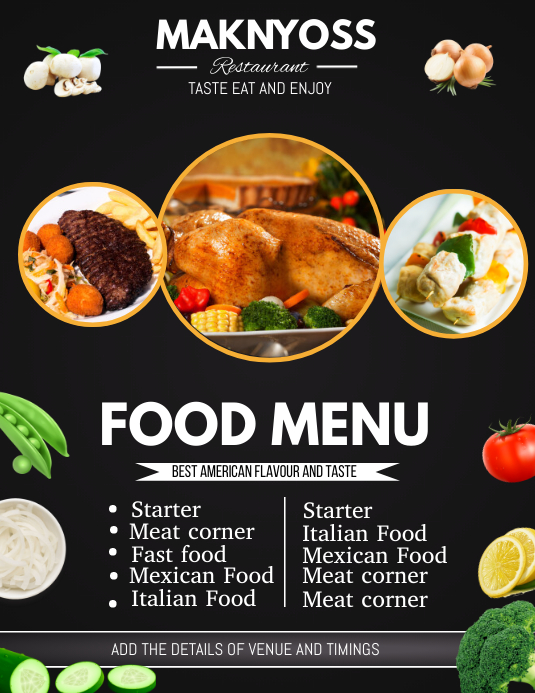 MAKNYOSS
Restaurant
TASTE EAT AND ENJOY
FOOD MENU
BEST AMERICAN FLAVOUR AND TASTE
• Starter
• Meat corner
• Fast food
• Mexican Food
• Italian Food
Starter
Italian Food
Mexican Food
Meat corner
Meat corner
ADD THE DETAILS OF VENUE AND TIMINGS